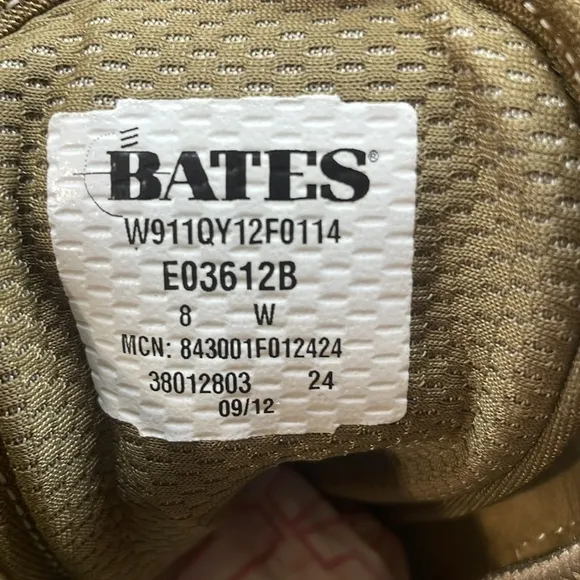 BATES®
W911QY12F0114
E03612B
8 W
MCN: 843001F012424
38012803 24
09/12